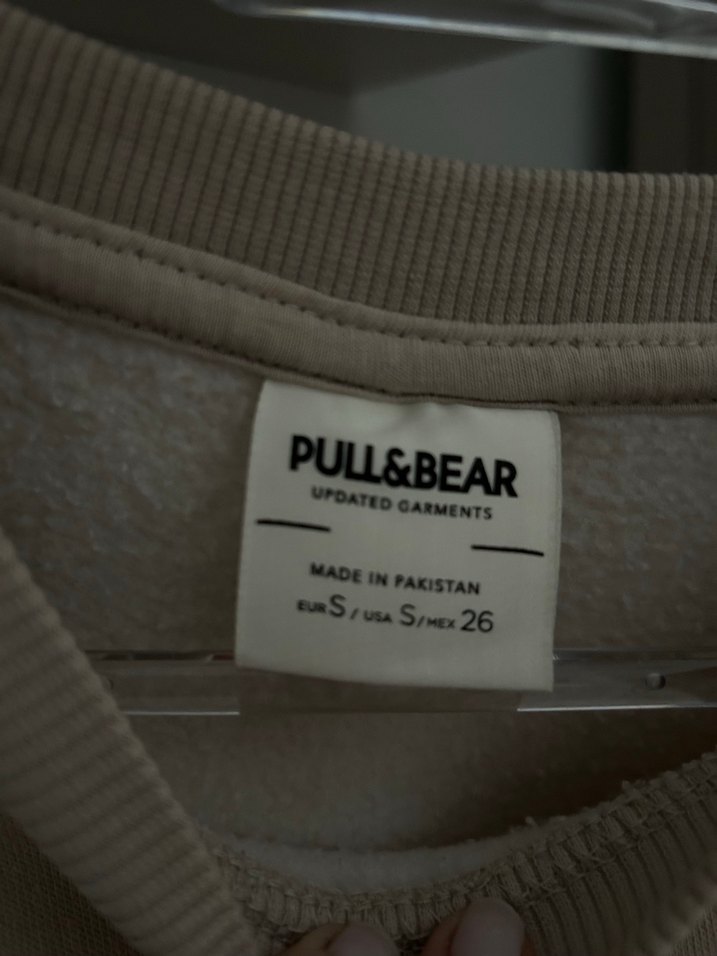 PULL&BEAR
UPDATED GARMENTS
MADE IN PAKISTAN
EUR S / USA S / MEX 26